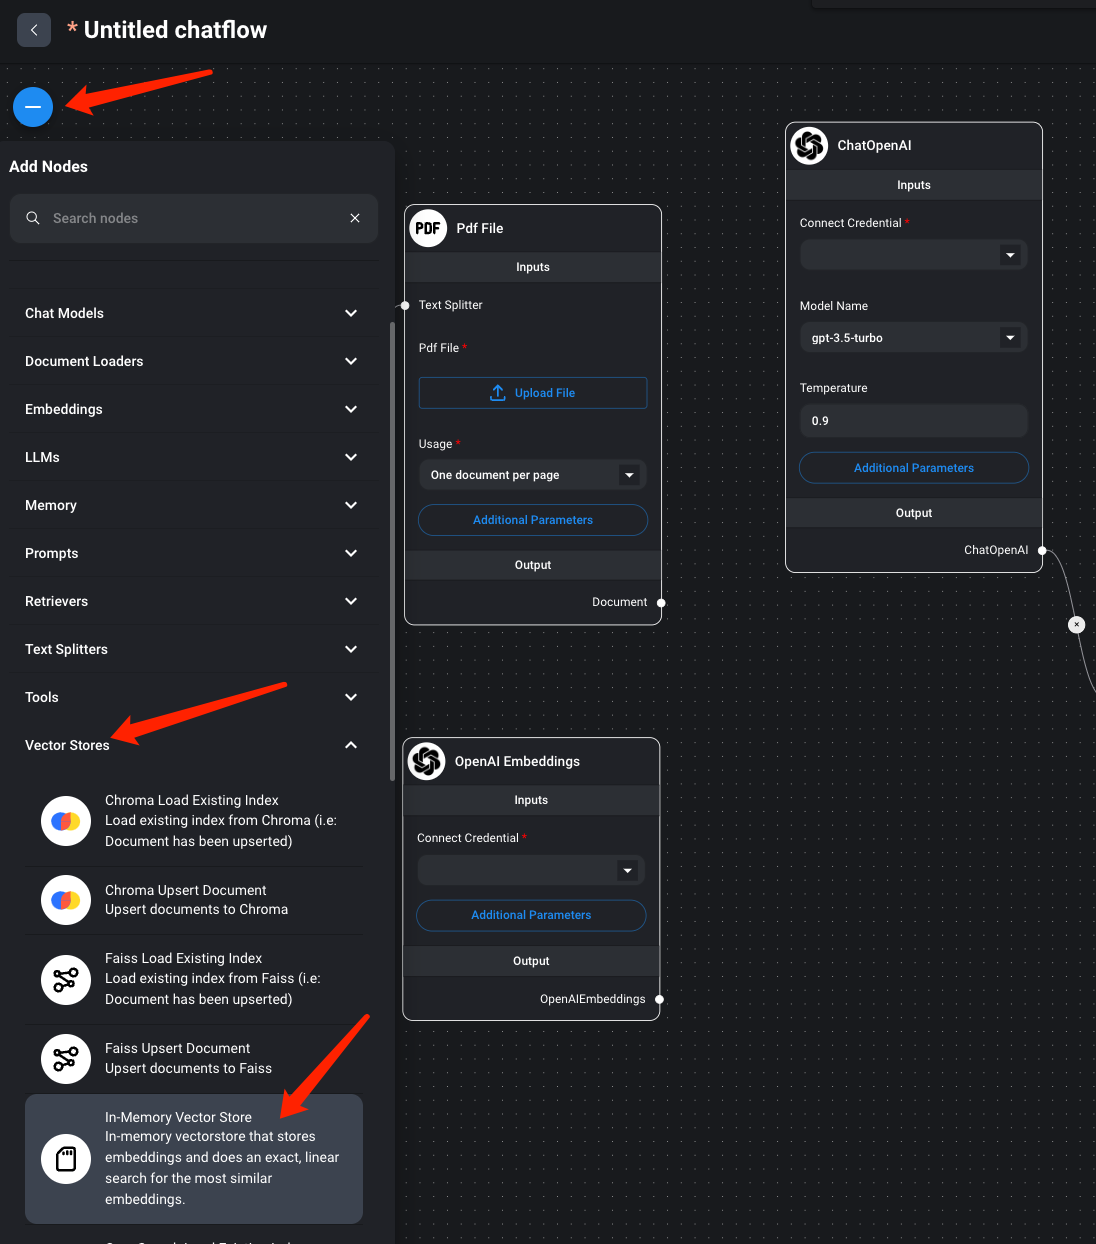 * Untitled chatflow
Add Nodes
Search nodes
Chat Models
Document Loaders
Embeddings
LLMs
Memory
Prompts
Retrievers
Text Splitters
Tools
Vector Stores
Chroma Load Existing Index
Load existing index from Chroma (i.e:
Document has been upserted)
Chroma Upsert Document
Upsert documents to Chroma
Faiss Load Existing Index
Load existing index from Faiss (i.e:
Document has been upserted)
Faiss Upsert Document
Upsert documents to Faiss
In-Memory Vector Store
In-memory vectorstore that stores
embeddings and does an exact, linear
search for the most similar
embeddings.
PDF
Pdf File
Inputs
Text Splitter
Pdf File *
Upload File
Usage *
One document per page
Additional Parameters
Output
Document
OpenAI Embeddings
Inputs
Connect Credential *
Additional Parameters
Output
OpenAIEmbeddings
ChatOpenAI
Inputs
Connect Credential *
Model Name
gpt-3.5-turbo
Temperature
0.9
Additional Parameters
Output
ChatOpenAI